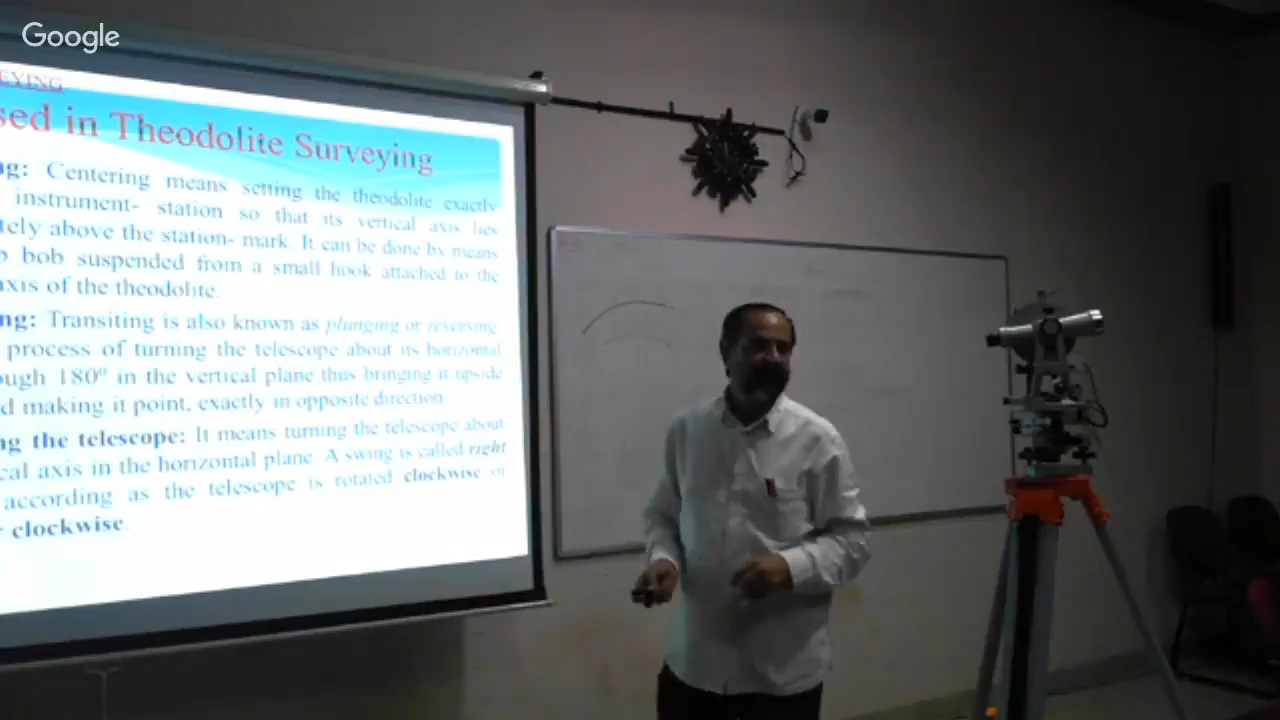 Google
EYING
sed in Theodolite Surveying
ng: Centering means setting the theodolite exactly
instrument- station so that its vertical axis lies
tely above the station- mark. It can be done by means
b bob suspended from a small hook attached to the
axis of the theodolite.
ng: Transiting is also known as plunging or reversing.
process of turning the telescope about its horizontal
ough 180° in the vertical plane thus bringing it upside
d making it point, exactly in opposite direction.
ng the telescope: It means turning the telescope about
cal axis in the horizontal plane. A swing is called right
according as the telescope is rotated clockwise or
- clockwise.